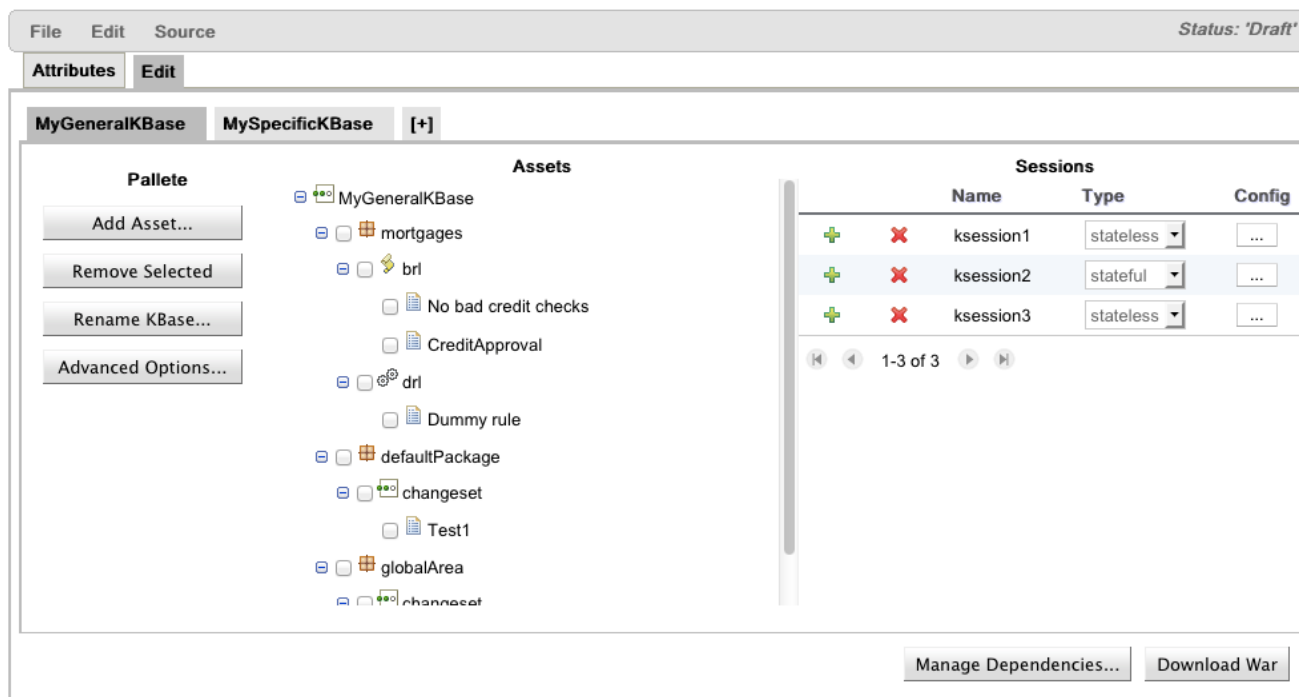 File Edit Source Status: 'Draft'
Attributes Edit
MyGeneralKBase MySpecificKBase [+]
Pallete
Add Asset...
Remove Selected
Rename KBase...
Advanced Options...
Assets
MyGeneralKBase
mortgages
brl
No bad credit checks
CreditApproval
drl
Dummy rule
defaultPackage
changeset
Test1
globalArea
changeset
Sessions
Name Type Config
ksession1 stateless ...
ksession2 stateful ...
ksession3 stateless ...
1-3 of 3
Manage Dependencies... Download War